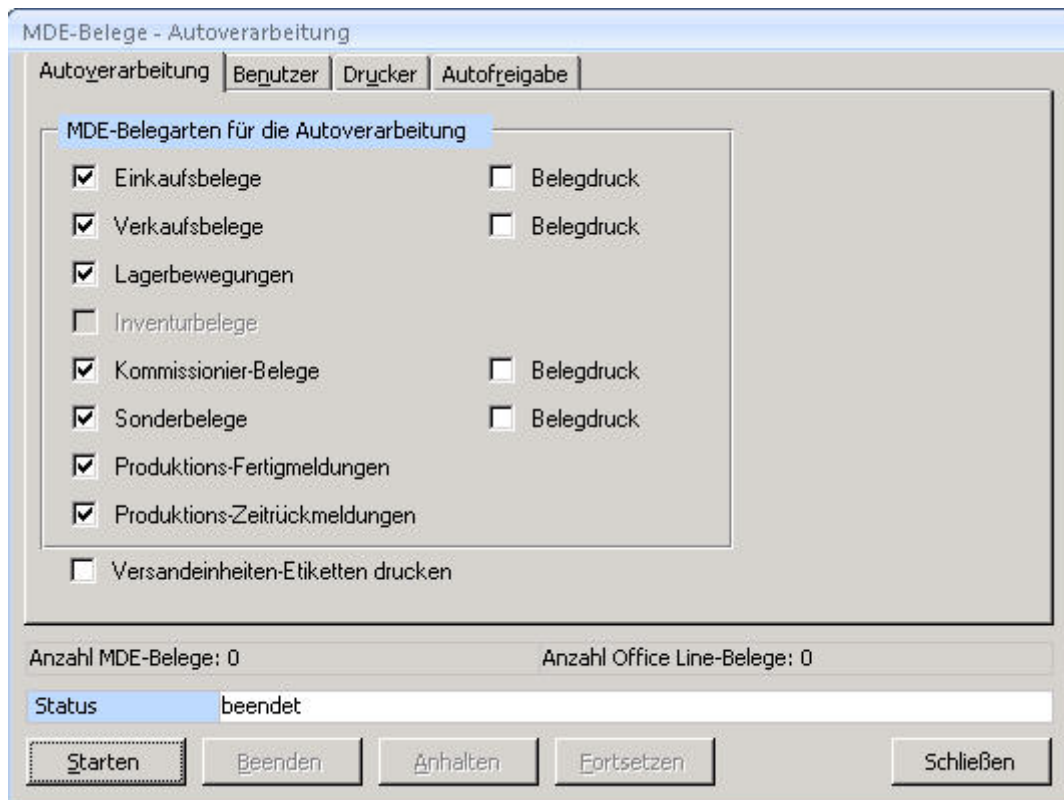 MDE-Belege - Autoverarbeitung
Autoverarbeitung Benutzer Drucker Autofreigabe
MDE-Belegarten für die Autoverarbeitung
Einkaufsbelege Belegdruck
Verkaufsbelege Belegdruck
Lagerbewegungen
Inventurbelege
Kommissionier-Belege Belegdruck
Sonderbelege Belegdruck
Produktions-Fertigmeldungen
Produktions-Zeitrückmeldungen
Versandeinheiten-Etiketten drucken
Anzahl MDE-Belege: 0 Anzahl Office Line-Belege: 0
Status beendet
Starten Beenden Anhalten Fortsetzen Schließen